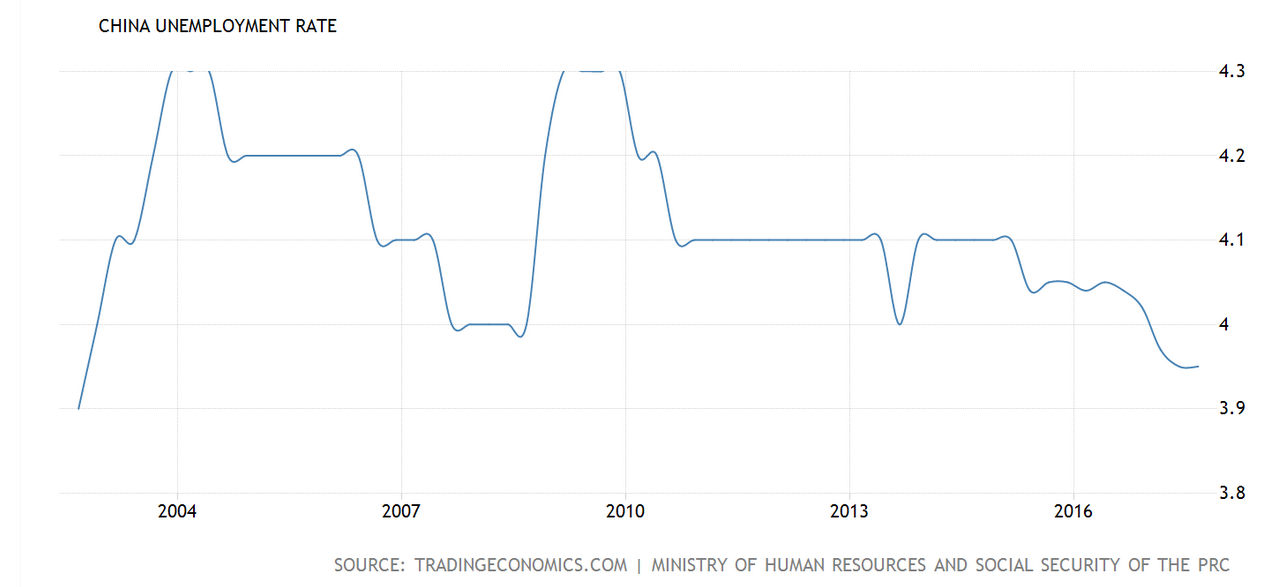 CHINA UNEMPLOYMENT RATE
4.3
4.2
4.1
4
3.9
3.8
2004 2007 2010 2013 2016
SOURCE: TRADINGECONOMICS.COM | MINISTRY OF HUMAN RESOURCES AND SOCIAL SECURITY OF THE PRC